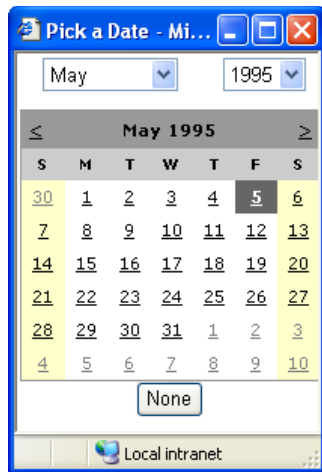 Pick a Date - Mi...
May 1995
< May 1995 >
S M T W T F S
30 1 2 3 4 5 6
7 8 9 10 11 12 13
14 15 16 17 18 19 20
21 22 23 24 25 26 27
28 29 30 31 1 2 3
4 5 6 7 8 9 10
None
Local intranet